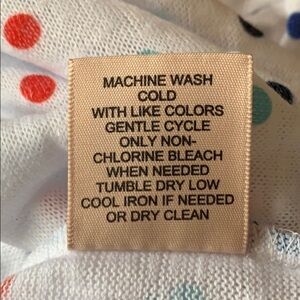 MACHINE WASH
COLD
WITH LIKE COLORS
GENTLE CYCLE
ONLY NON-
CHLORINE BLEACH
WHEN NEEDED
TUMBLE DRY LOW
COOL IRON IF NEEDED
OR DRY CLEAN